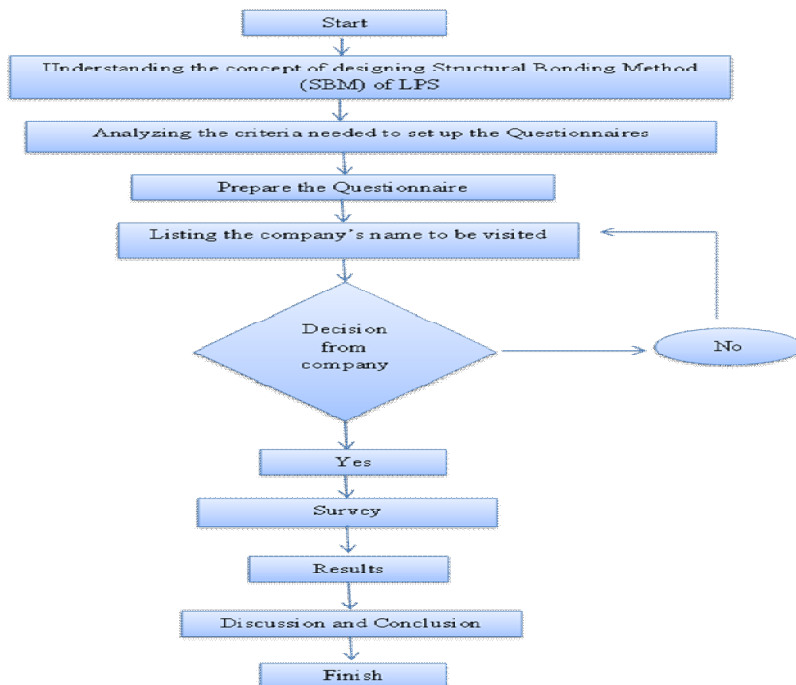 Start
Understanding the concept of designing Structural Bonding Method
(SBM) of LPS
Analyzing the criteria needed to set up the Questionnaires
Prepare the Questionnaire
Listing the company's name to be visited
Decision
from
company
No
Yes
Survey
Results
Discussion and Conclusion
Finish